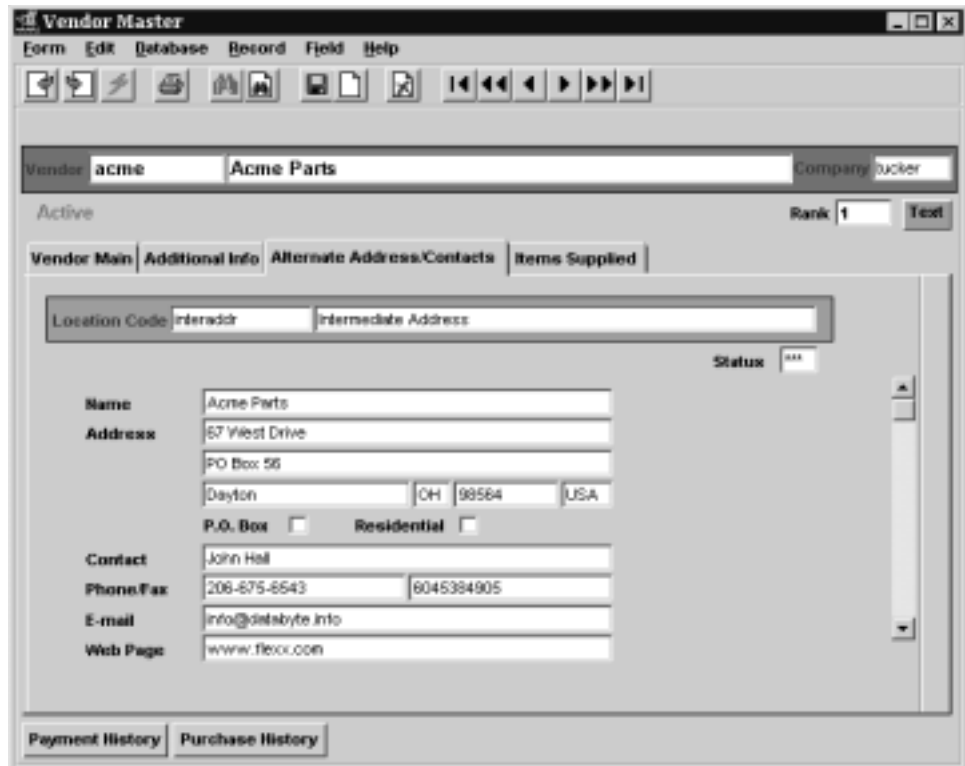 Vendor Master
Form Edit Database Record Field Help
Vendor acme Acme Parts Company tucker
Active Rank 1 Text
Vendor Main Additional Info Alternate Address/Contacts Items Supplied
Location Code interaddr Intermediate Address
Status ***
Name Acme Parts
Address 67 West Drive
PO Box 56
Dayton OH 98564 USA
P.O. Box Residential
Contact John Hall
Phone/Fax 206-675-6543 6045384905
E-mail info@databyte.info
Web Page www.flexx.com
Payment History Purchase History